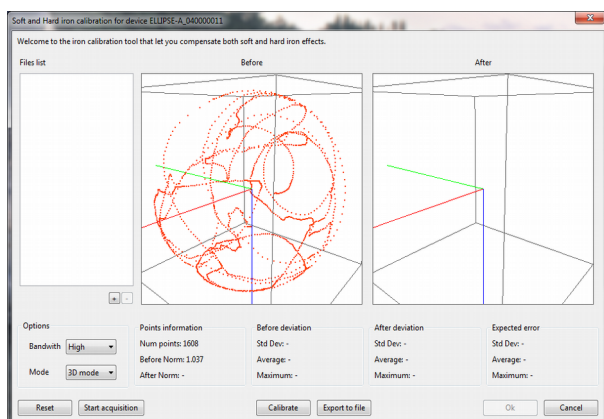 Soft and Hard iron calibration for device ELLIPSE-A_040000011
Welcome to the iron calibration tool that let you compensate both soft and hard iron effects.
Files list
Before
After
+ -
Options
Bandwith High
Mode 3D mode
Points information
Num points: 1608
Before Norm: 1.037
After Norm: -
Before deviation
Std Dev: -
Average: -
Maximum: -
After deviation
Std Dev: -
Average: -
Maximum: -
Expected error
Std Dev: -
Average: -
Maximum: -
Reset Start acquisition Calibrate Export to file Ok Cancel